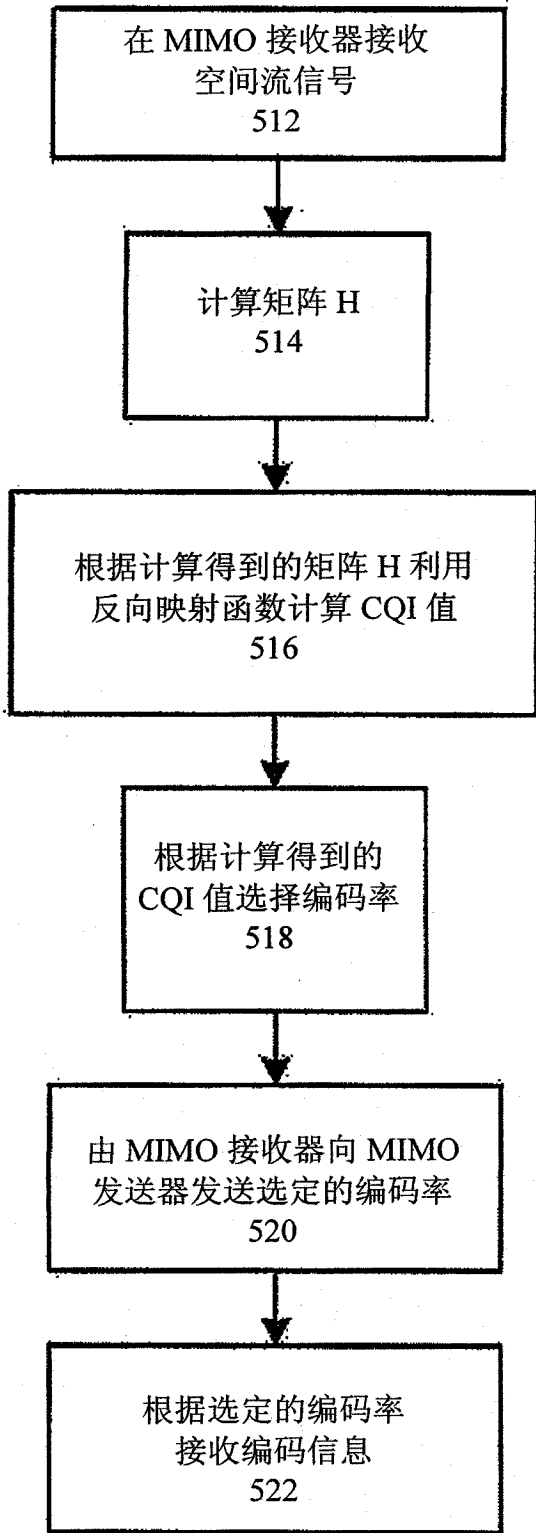 在 MIMO 接收器接收
空间流信号
512
计算矩阵 H
514
根据计算得到的矩阵 H 利用
反向映射函数计算 CQI 值
516
根据计算得到的
CQI 值选择编码率
518
由 MIMO 接收器向 MIMO
发送器发送选定的编码率
520
根据选定的编码率
接收编码信息
522